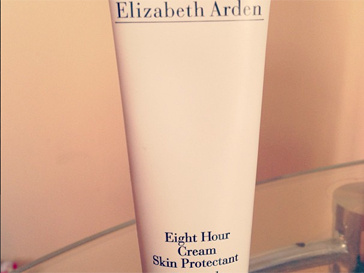 Elizabeth Arden
Eight Hour
Cream
Skin Protectant